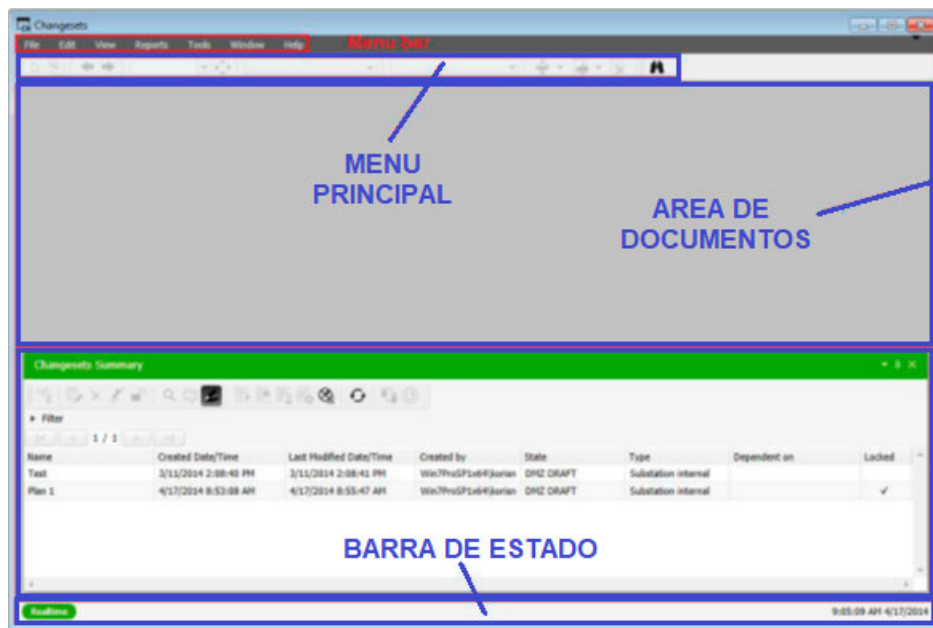 Changesets
File Edit View Reports Tools Window Help Menu bar
MENU
PRINCIPAL
AREA DE
DOCUMENTOS
Changesets Summary
Filter
1 / 1
Name Created Date/Time Last Modified Date/Time Created by State Type Dependent on Locked
Test 3/11/2014 2:08:40 PM 3/11/2014 2:08:41 PM Win7ProSP1x64\korian DMZ DRAFT Substation internal
Plan 1 4/17/2014 8:53:08 AM 4/17/2014 8:55:47 AM Win7ProSP1x64\korian DMZ DRAFT Substation internal
BARRA DE ESTADO
Realtime 9:05:09 AM 4/17/2014